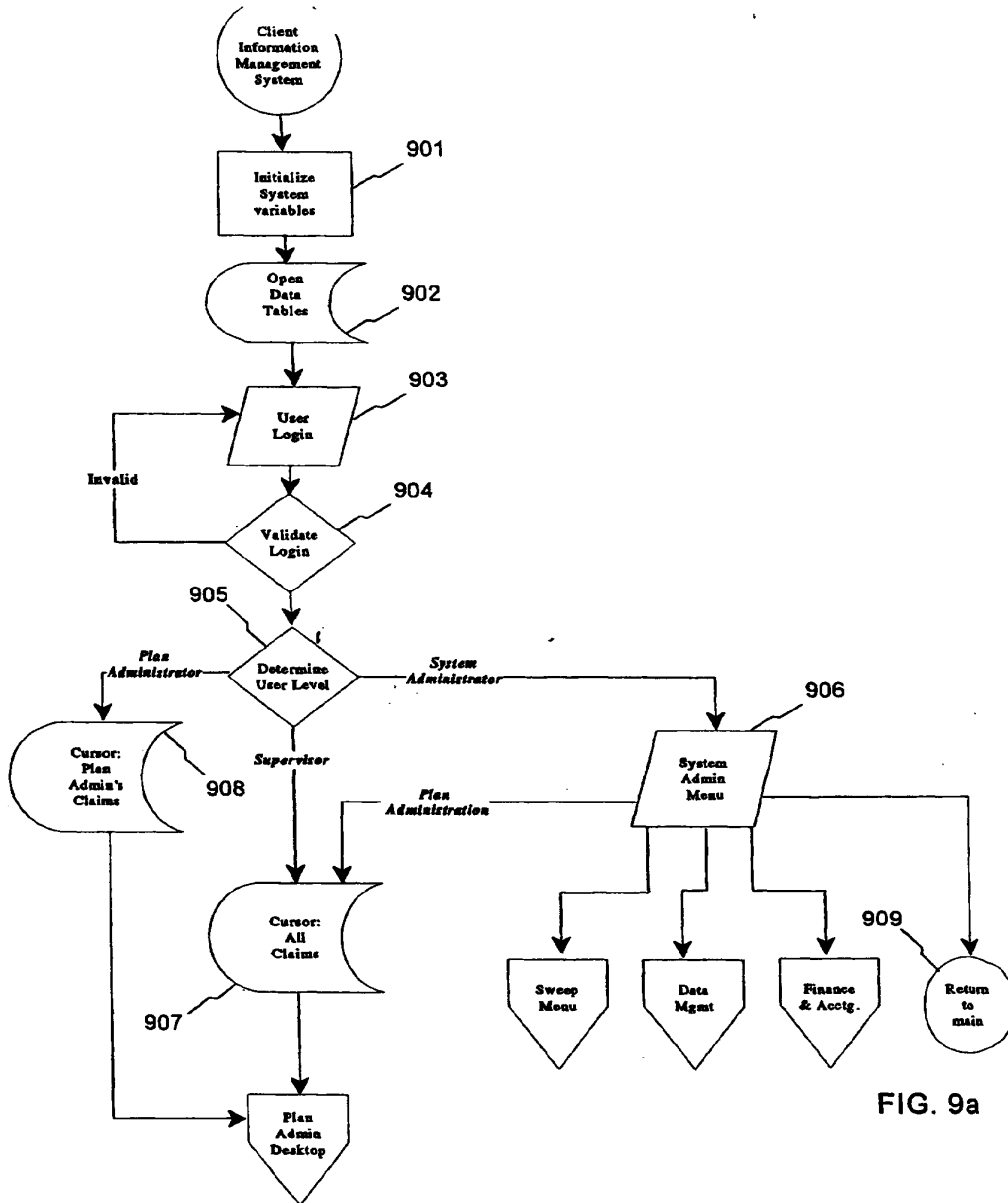 Client
Information
Management
System
901
Initialize
System
variables
Open
Data
Tables
902
903
User
Login
Invalid
904
Validate
Login
905
Plan
Administrator
Determine
User Level
System
Administrator
906
Cursor:
Plan
Admin's
Claims
908
Supervisor
System
Admin
Menu
Plan
Administration
Cursor:
All
Claims
907
909
Sweep
Menu
Data
Mgmt
Finance
& Acctg.
Return
to
main
Plan
Admin
Desktop
FIG. 9a